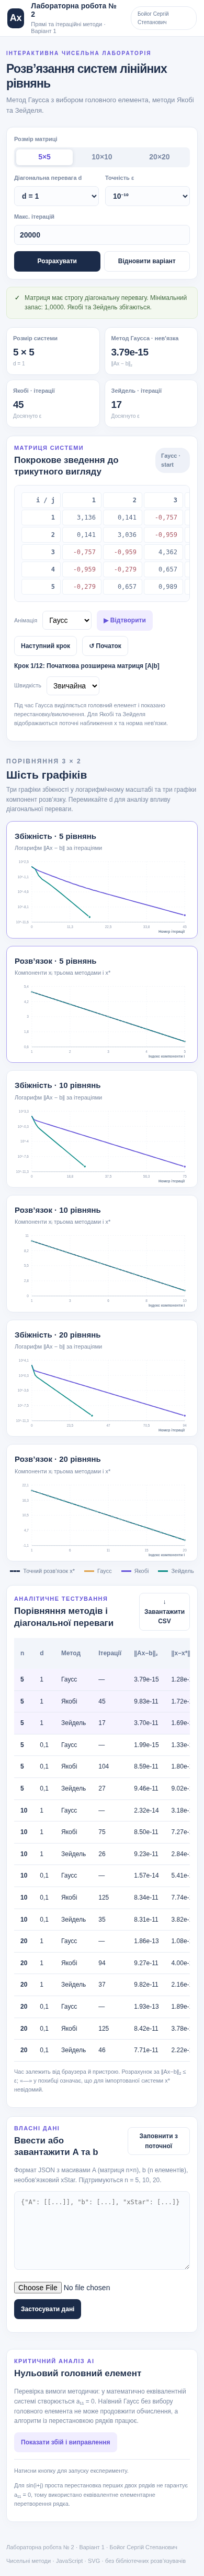 Ax
Лабораторна робота №
2
Прямі та ітераційні методи ·
Варіант 1
Бойог Сергій
Степанович
ІНТЕРАКТИВНА ЧИСЕЛЬНА ЛАБОРАТОРІЯ
Розв’язання систем лінійних
рівнянь
Метод Гаусса з вибором головного елемента, методи Якобі
та Зейделя.
Розмір матриці
5×5 10×10 20×20
Діагональна перевага d Точність ε
d = 1 10⁻¹⁰
Макс. ітерацій
20000
Розрахувати Відновити варіант
✓ Матриця має строгу діагональну перевагу. Мінімальний
запас: 1,0000. Якобі та Зейдель збігаються.
Розмір системи
5 × 5
d = 1
Метод Гаусса · нев’язка
3.79e-15
‖Ax − b‖₂
Якобі · ітерації
45
Досягнуто ε
Зейдель · ітерації
17
Досягнуто ε
МАТРИЦЯ СИСТЕМИ
Покрокове зведення до
трикутного вигляду
Гаусс ·
start
i / j 1 2 3
1 3,136 0,141 -0,757
2 0,141 3,036 -0,959
3 -0,757 -0,959 4,362
4 -0,959 -0,279 0,657
5 -0,279 0,657 0,989
Анімація Гаусс ▶ Відтворити
Наступний крок ↺ Початок
Крок 1/12: Початкова розширена матриця [A|b]
Швидкість Звичайна
Під час Гаусса виділяється головний елемент і показано
перестановку/виключення. Для Якобі та Зейделя
відображаються поточні наближення x та норма нев’язки.
ПОРІВНЯННЯ 3 × 2
Шість графіків
Три графіки збіжності у логарифмічному масштабі та три графіки
компонент розв’язку. Перемикайте d для аналізу впливу
діагональної переваги.
Збіжність · 5 рівнянь
Логарифм ‖Ax − b‖ за ітераціями
Номер ітерації
Розв’язок · 5 рівнянь
Компоненти xᵢ трьома методами і x*
Індекс компоненти i
Збіжність · 10 рівнянь
Логарифм ‖Ax − b‖ за ітераціями
Номер ітерації
Розв’язок · 10 рівнянь
Компоненти xᵢ трьома методами і x*
Індекс компоненти i
Збіжність · 20 рівнянь
Логарифм ‖Ax − b‖ за ітераціями
Номер ітерації
Розв’язок · 20 рівнянь
Компоненти xᵢ трьома методами і x*
Індекс компоненти i
Точний розв’язок x* Гаусс Якобі Зейдель
АНАЛІТИЧНЕ ТЕСТУВАННЯ
Порівняння методів і
діагональної переваги
↓
Завантажити
CSV
n d Метод Ітерації ‖Ax−b‖₂ ‖x−x*‖
5 1 Гаусс — 3.79e-15 1.28e-
5 1 Якобі 45 9.83e-11 1.72e-
5 1 Зейдель 17 3.70e-11 1.69e-
5 0,1 Гаусс — 1.99e-15 1.33e-
5 0,1 Якобі 104 8.59e-11 1.80e-
5 0,1 Зейдель 27 9.46e-11 9.02e-
10 1 Гаусс — 2.32e-14 3.18e-
10 1 Якобі 75 8.50e-11 7.27e-
10 1 Зейдель 26 9.23e-11 2.84e-
10 0,1 Гаусс — 1.57e-14 5.41e-
10 0,1 Якобі 125 8.34e-11 7.74e-
10 0,1 Зейдель 35 8.31e-11 3.82e-
20 1 Гаусс — 1.86e-13 1.08e-
20 1 Якобі 94 9.27e-11 4.00e-
20 1 Зейдель 37 9.82e-11 2.16e-
20 0,1 Гаусс — 1.93e-13 1.89e-
20 0,1 Якобі 125 8.42e-11 3.78e-
20 0,1 Зейдель 46 7.71e-11 2.22e-
Час залежить від браузера й пристрою. Розрахунок за ‖Ax−b‖₂ ≤
ε; «—» у похибці означає, що для імпортованої системи x*
невідомий.
ВЛАСНІ ДАНІ
Ввести або
завантажити A та b
Заповнити з
поточної
Формат JSON з масивами A (матриця n×n), b (n елементів),
необов’язковий xStar. Підтримуються n = 5, 10, 20.
{"A": [[...]], "b": [...], "xStar": [...]}
Choose File No file chosen
Застосувати дані
КРИТИЧНИЙ АНАЛІЗ AI
Нульовий головний елемент
Перевірка вимоги методички: у математично еквівалентній
системі створюється a₁₁ = 0. Наївний Гаусс без вибору
головного елемента не може продовжити обчислення, а
алгоритм із перестановкою рядків працює.
Показати збій і виправлення
Натисни кнопку для запуску експерименту.
Для sin(i+j) проста перестановка перших двох рядків не гарантує
a₁₁ = 0, тому використано еквівалентне елементарне
перетворення рядка.
Лабораторна робота № 2 · Варіант 1 · Бойог Сергій Степанович
Чисельні методи · JavaScript · SVG · без бібліотечних розв’язувачів